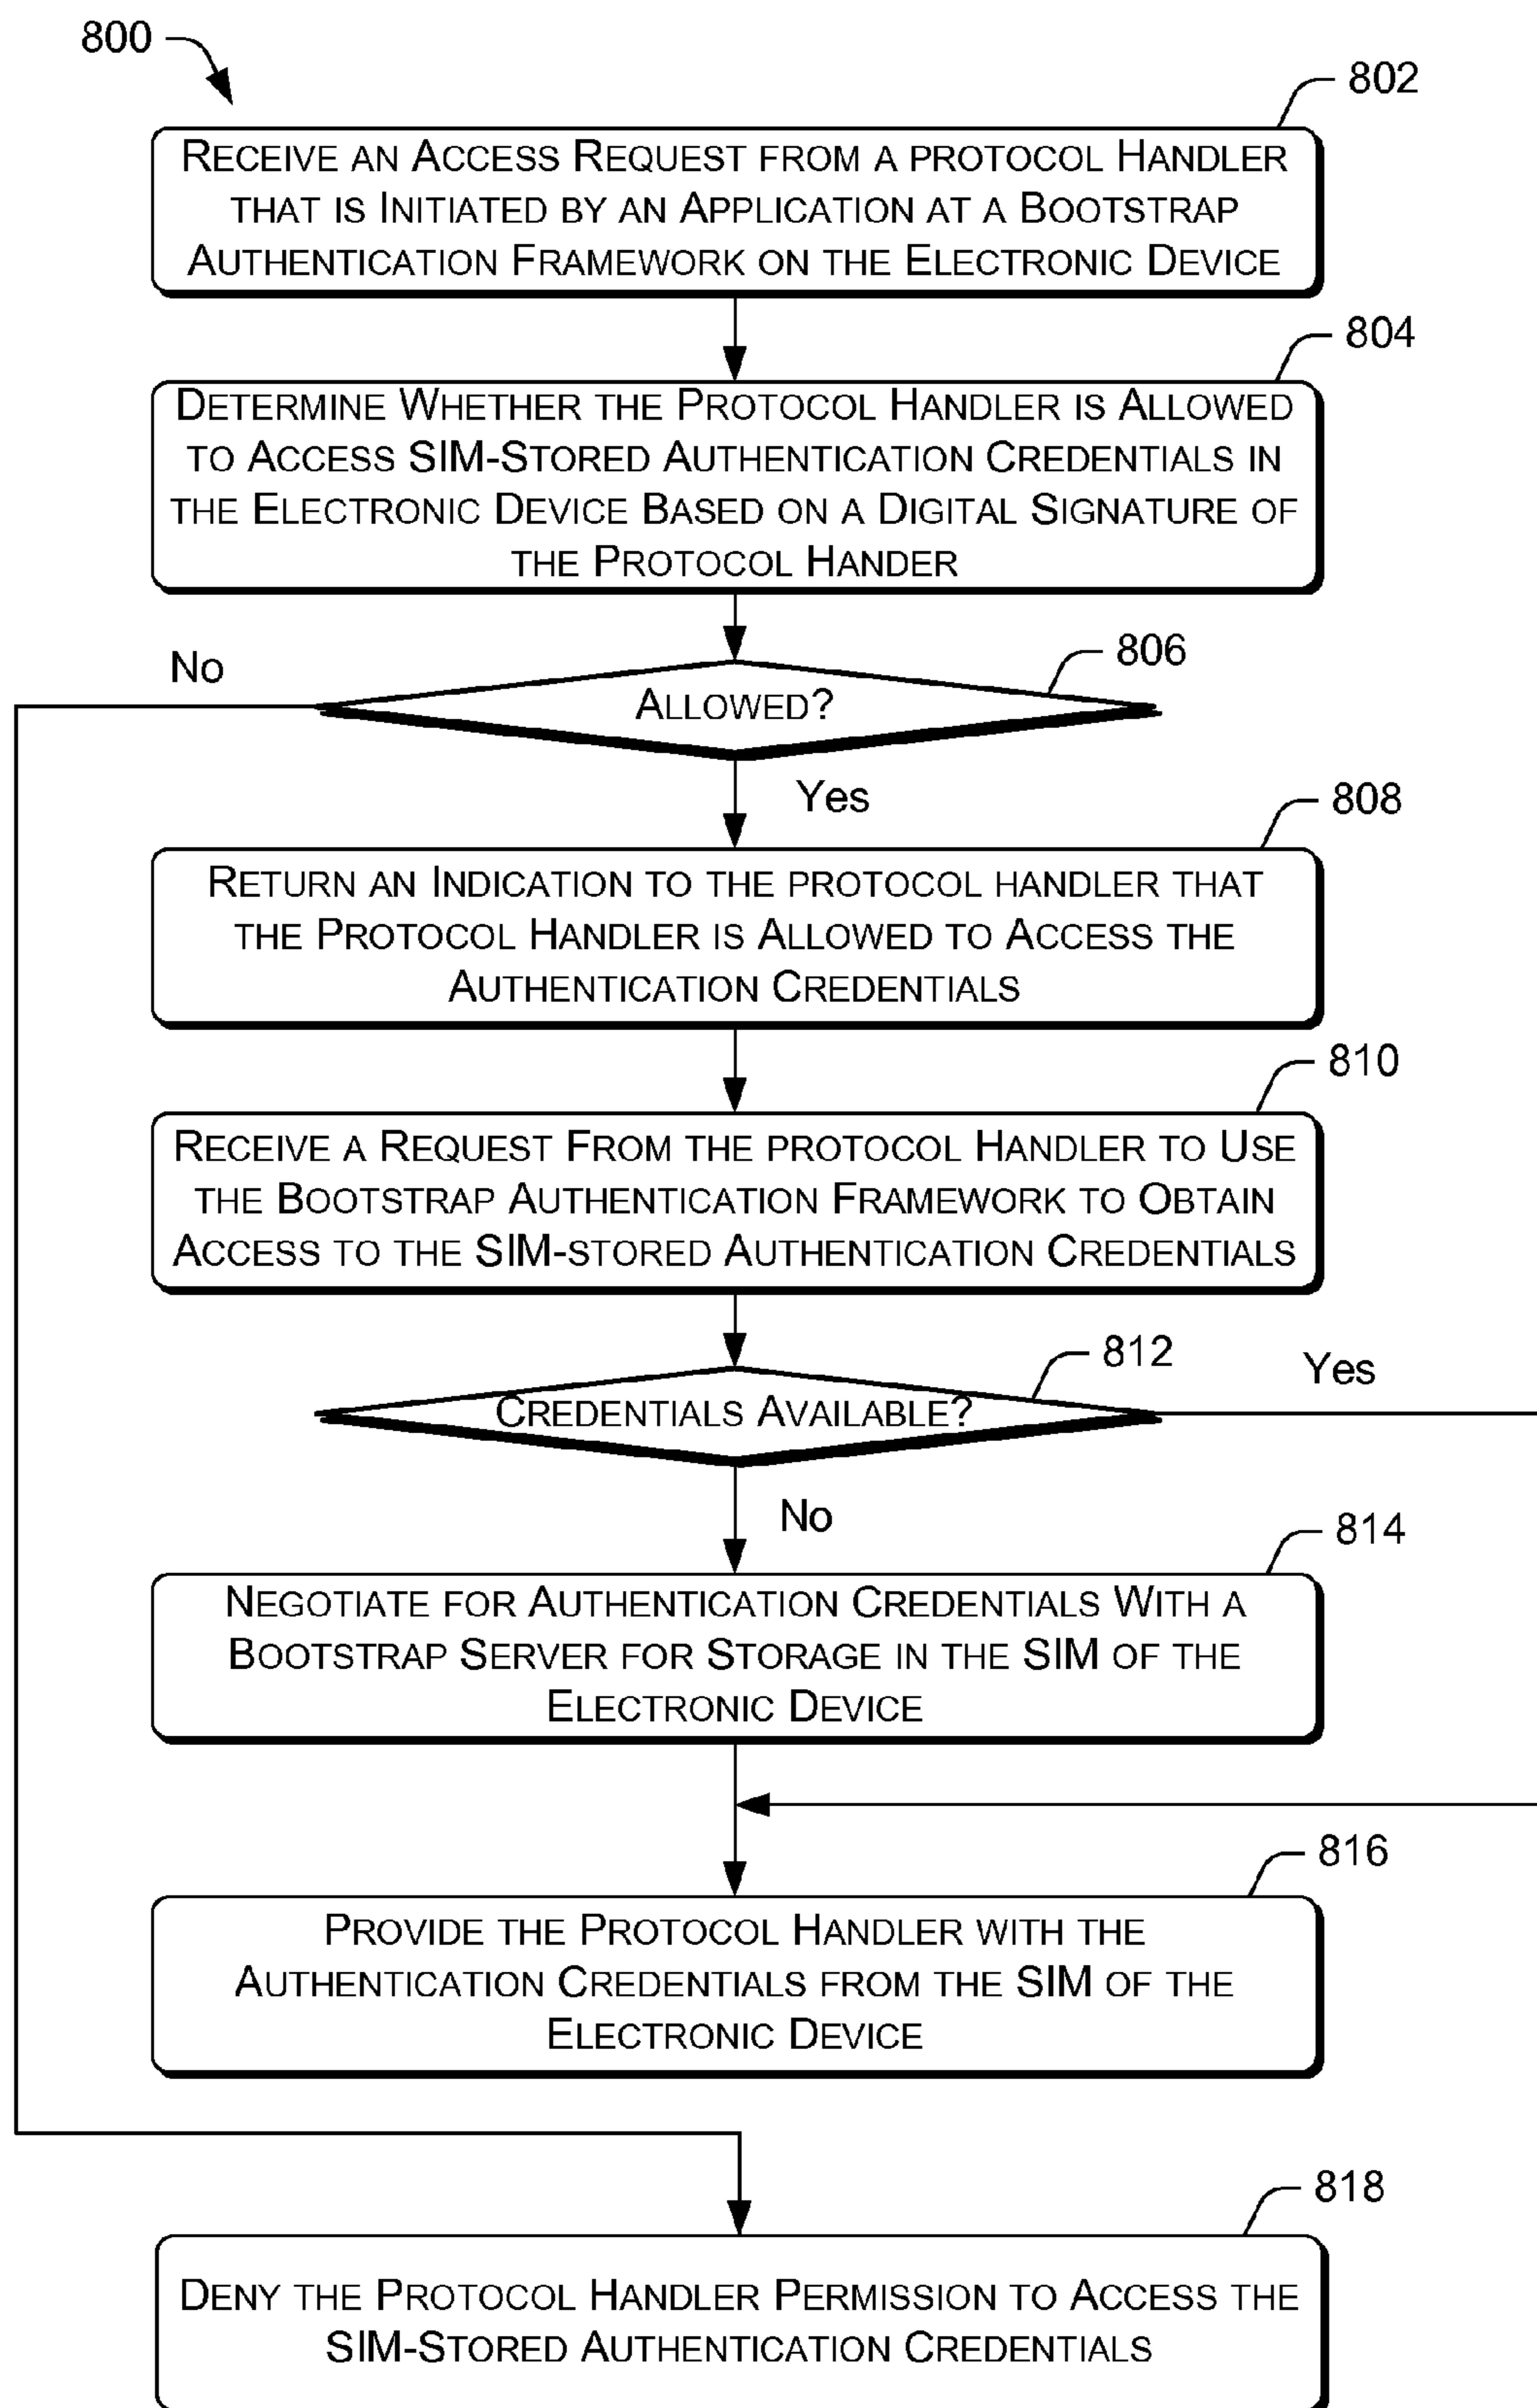 800
802
RECEIVE AN ACCESS REQUEST FROM A PROTOCOL HANDLER
THAT IS INITIATED BY AN APPLICATION AT A BOOTSTRAP
AUTHENTICATION FRAMEWORK ON THE ELECTRONIC DEVICE
804
DETERMINE WHETHER THE PROTOCOL HANDLER IS ALLOWED
TO ACCESS SIM-STORED AUTHENTICATION CREDENTIALS IN
THE ELECTRONIC DEVICE BASED ON A DIGITAL SIGNATURE OF
THE PROTOCOL HANDER
806
No
ALLOWED?
Yes
808
RETURN AN INDICATION TO THE PROTOCOL HANDLER THAT
THE PROTOCOL HANDLER IS ALLOWED TO ACCESS THE
AUTHENTICATION CREDENTIALS
810
RECEIVE A REQUEST FROM THE PROTOCOL HANDLER TO USE
THE BOOTSTRAP AUTHENTICATION FRAMEWORK TO OBTAIN
ACCESS TO THE SIM-STORED AUTHENTICATION CREDENTIALS
812
Yes
CREDENTIALS AVAILABLE?
No
814
NEGOTIATE FOR AUTHENTICATION CREDENTIALS WITH A
BOOTSTRAP SERVER FOR STORAGE IN THE SIM OF THE
ELECTRONIC DEVICE
816
PROVIDE THE PROTOCOL HANDLER WITH THE
AUTHENTICATION CREDENTIALS FROM THE SIM OF THE
ELECTRONIC DEVICE
818
DENY THE PROTOCOL HANDLER PERMISSION TO ACCESS THE
SIM-STORED AUTHENTICATION CREDENTIALS